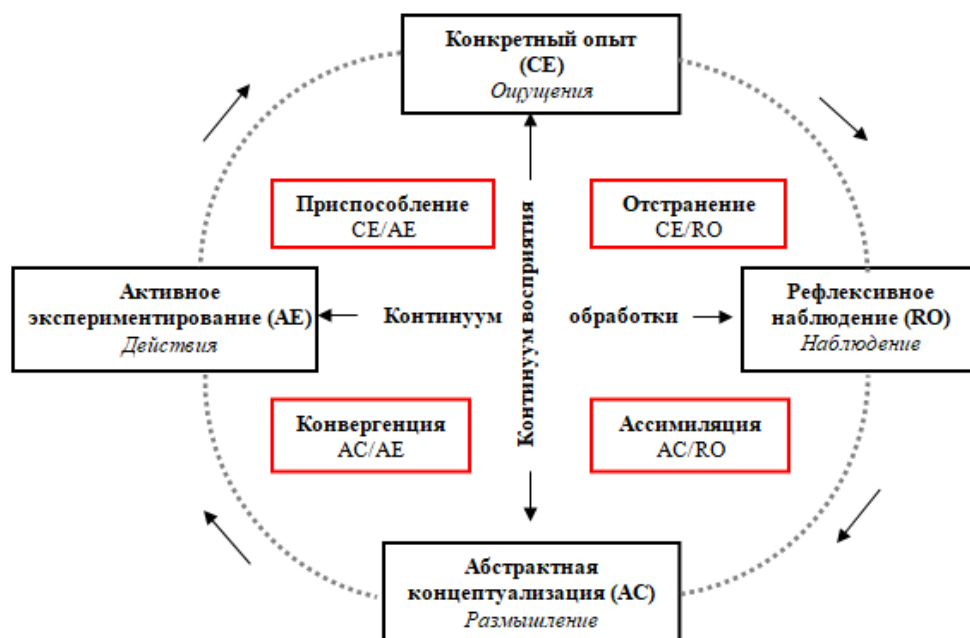 Конкретный опыт
(CE)
Ощущения
Приспособление
CE/AE
Отстранение
CE/RO
Активное
экспериментирование (AE)
Действия
Континуум
Континуум восприятия
обработки
Рефлексивное
наблюдение (RO)
Наблюдение
Конвергенция
AC/AE
Ассимиляция
AC/RO
Абстрактная
концептуализация (AC)
Размышление